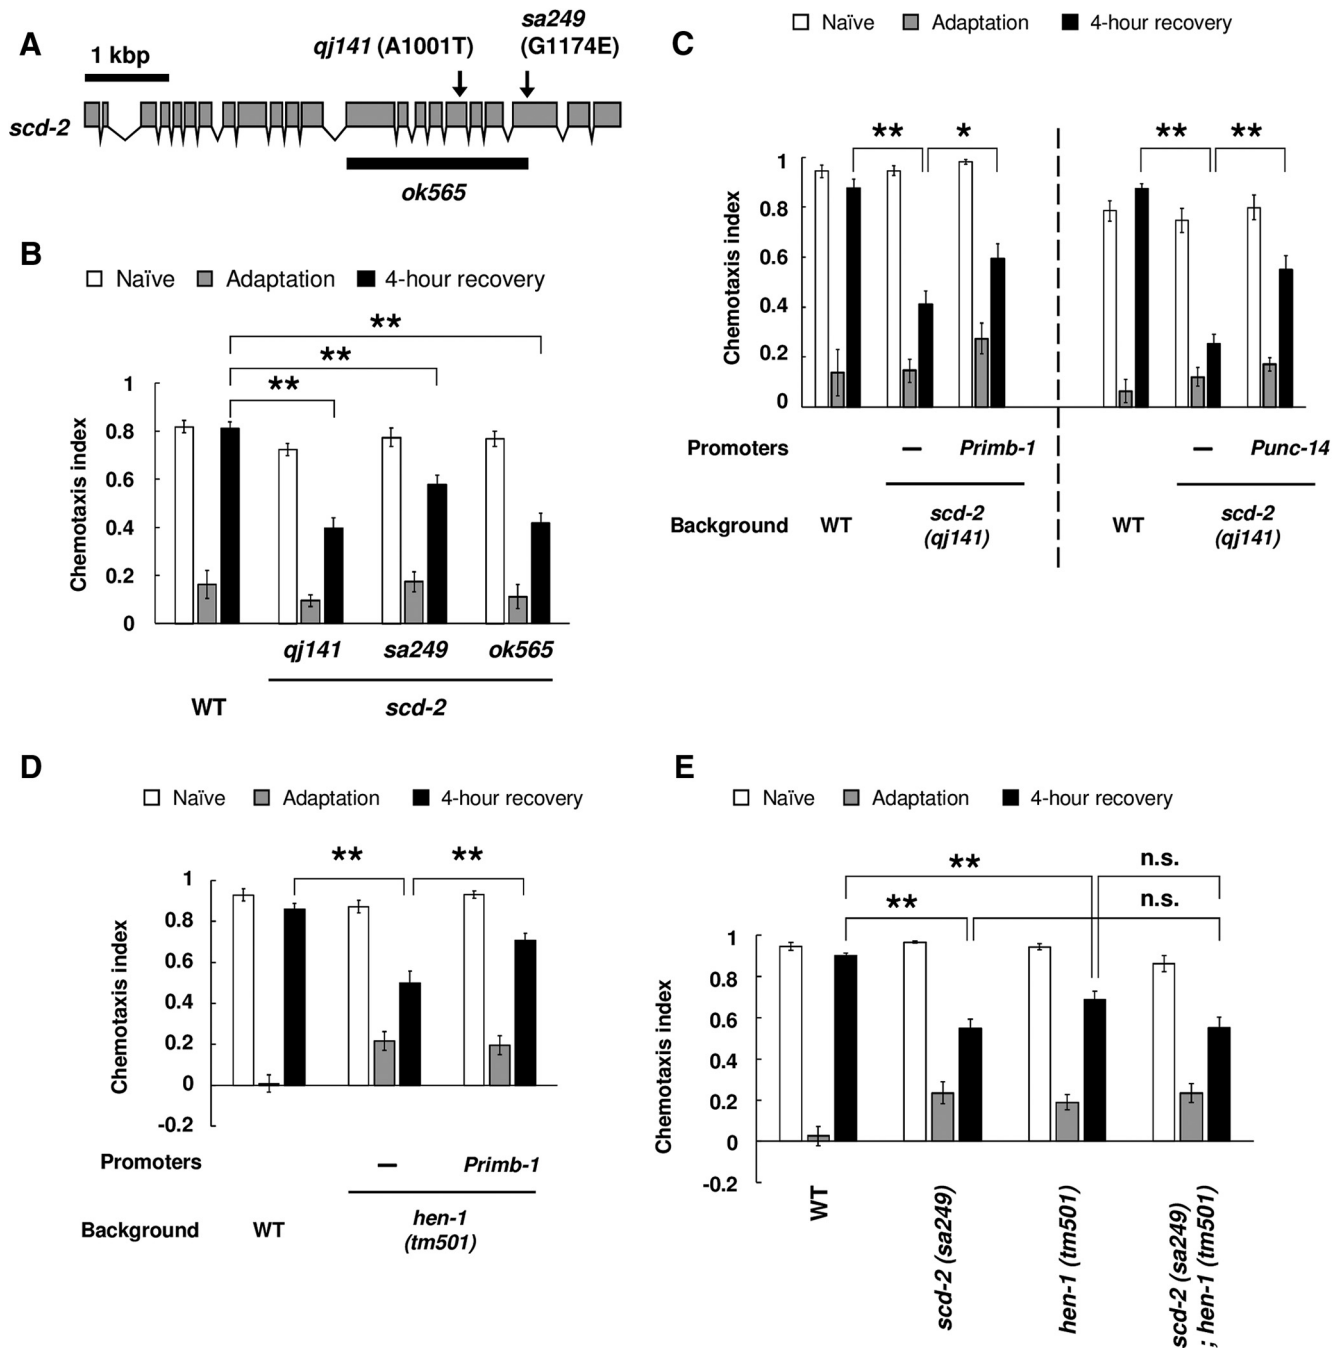 A
1 kbp
qj141 (A1001T)
sa249
(G1174E)
scd-2
ok565
B
Naïve
Adaptation
4-hour recovery
**
**
**
Chemotaxis index
1
0.8
0.6
0.4
0.2
0
qj141
sa249
ok565
WT
scd-2
C
Naïve
Adaptation
4-hour recovery
**
*
**
**
Chemotaxis index
1
0.8
0.6
0.4
0.2
0
Promoters
–
Primb-1
–
Punc-14
Background
WT
scd-2
(qj141)
WT
scd-2
(qj141)
D
Naïve
Adaptation
4-hour recovery
**
**
Chemotaxis index
1
0.8
0.6
0.4
0.2
0
-0.2
Promoters
–
Primb-1
Background
WT
hen-1
(tm501)
E
Naïve
Adaptation
4-hour recovery
**
n.s.
**
n.s.
Chemotaxis index
1
0.8
0.6
0.4
0.2
0
-0.2
WT
scd-2 (sa249)
hen-1 (tm501)
scd-2 (sa249)
; hen-1 (tm501)